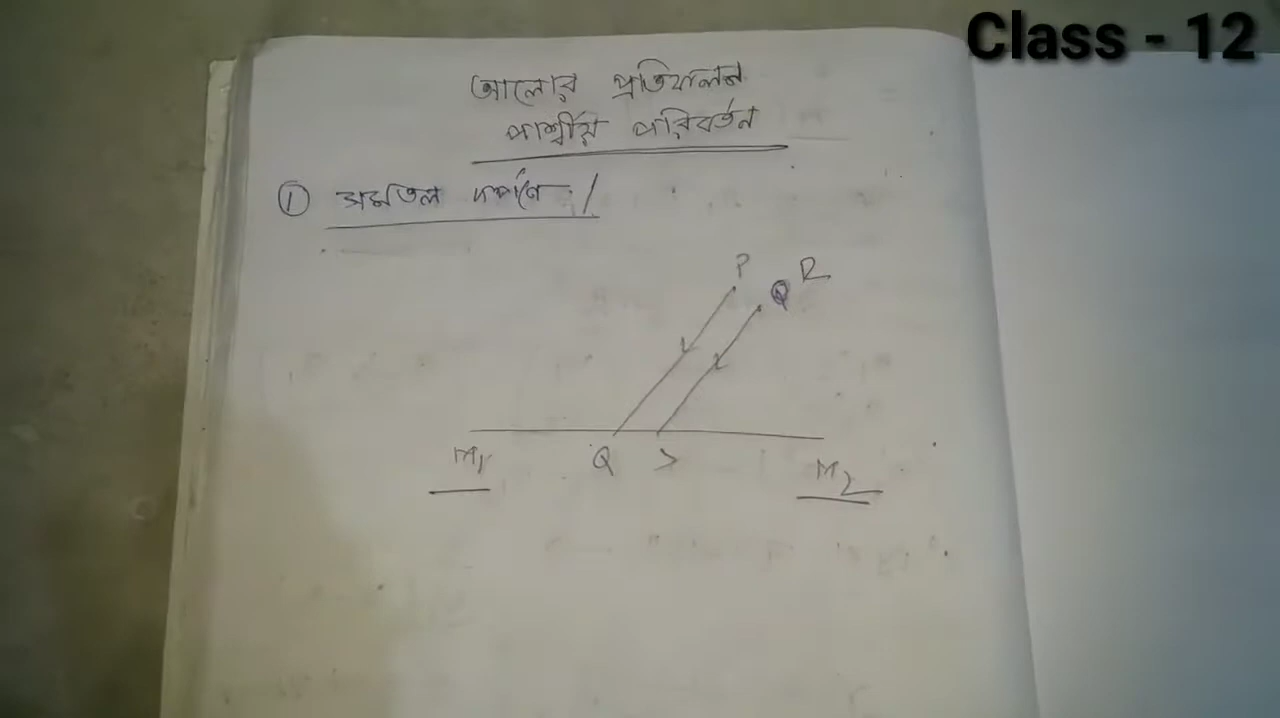 Class - 12
আলোর প্রতিফলন
পার্শ্বীয় পরিবর্তন
① সমতল দর্পণে :/
P
Q R
M1 Q S M2